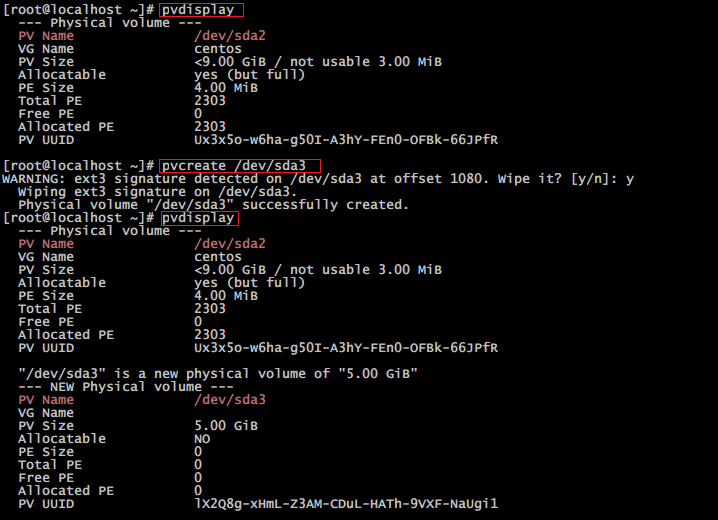 [root@localhost ~]# pvdisplay
  --- Physical volume ---
  PV Name               /dev/sda2
  VG Name               centos
  PV Size               <9.00 GiB / not usable 3.00 MiB
  Allocatable           yes (but full)
  PE Size               4.00 MiB
  Total PE              2303
  Free PE               0
  Allocated PE          2303
  PV UUID               Ux3x5o-w6ha-g50I-A3hY-FEn0-OFBk-66JPfR

[root@localhost ~]# pvcreate /dev/sda3
WARNING: ext3 signature detected on /dev/sda3 at offset 1080. Wipe it? [y/n]: y
  Wiping ext3 signature on /dev/sda3.
  Physical volume "/dev/sda3" successfully created.
[root@localhost ~]# pvdisplay
  --- Physical volume ---
  PV Name               /dev/sda2
  VG Name               centos
  PV Size               <9.00 GiB / not usable 3.00 MiB
  Allocatable           yes (but full)
  PE Size               4.00 MiB
  Total PE              2303
  Free PE               0
  Allocated PE          2303
  PV UUID               Ux3x5o-w6ha-g50I-A3hY-FEn0-OFBk-66JPfR

  "/dev/sda3" is a new physical volume of "5.00 GiB"
  --- NEW Physical volume ---
  PV Name               /dev/sda3
  VG Name
  PV Size               5.00 GiB
  Allocatable           NO
  PE Size               0
  Total PE              0
  Free PE               0
  Allocated PE          0
  PV UUID               lX2Q8g-xHmL-Z3AM-CDuL-HATh-9VXF-NaUgi1